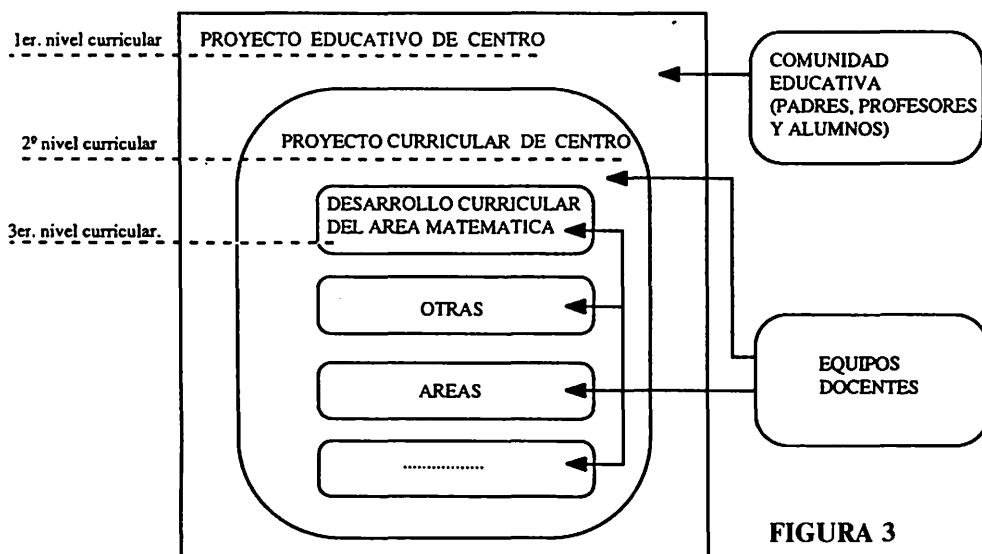 1er. nivel curricular
PROYECTO EDUCATIVO DE CENTRO
COMUNIDAD
EDUCATIVA
(PADRES, PROFESORES
Y ALUMNOS)
2º nivel curricular
PROYECTO CURRICULAR DE CENTRO
3er. nivel curricular.
DESARROLLO CURRICULAR
DEL AREA MATEMATICA
OTRAS
AREAS
.................
EQUIPOS
DOCENTES
FIGURA 3